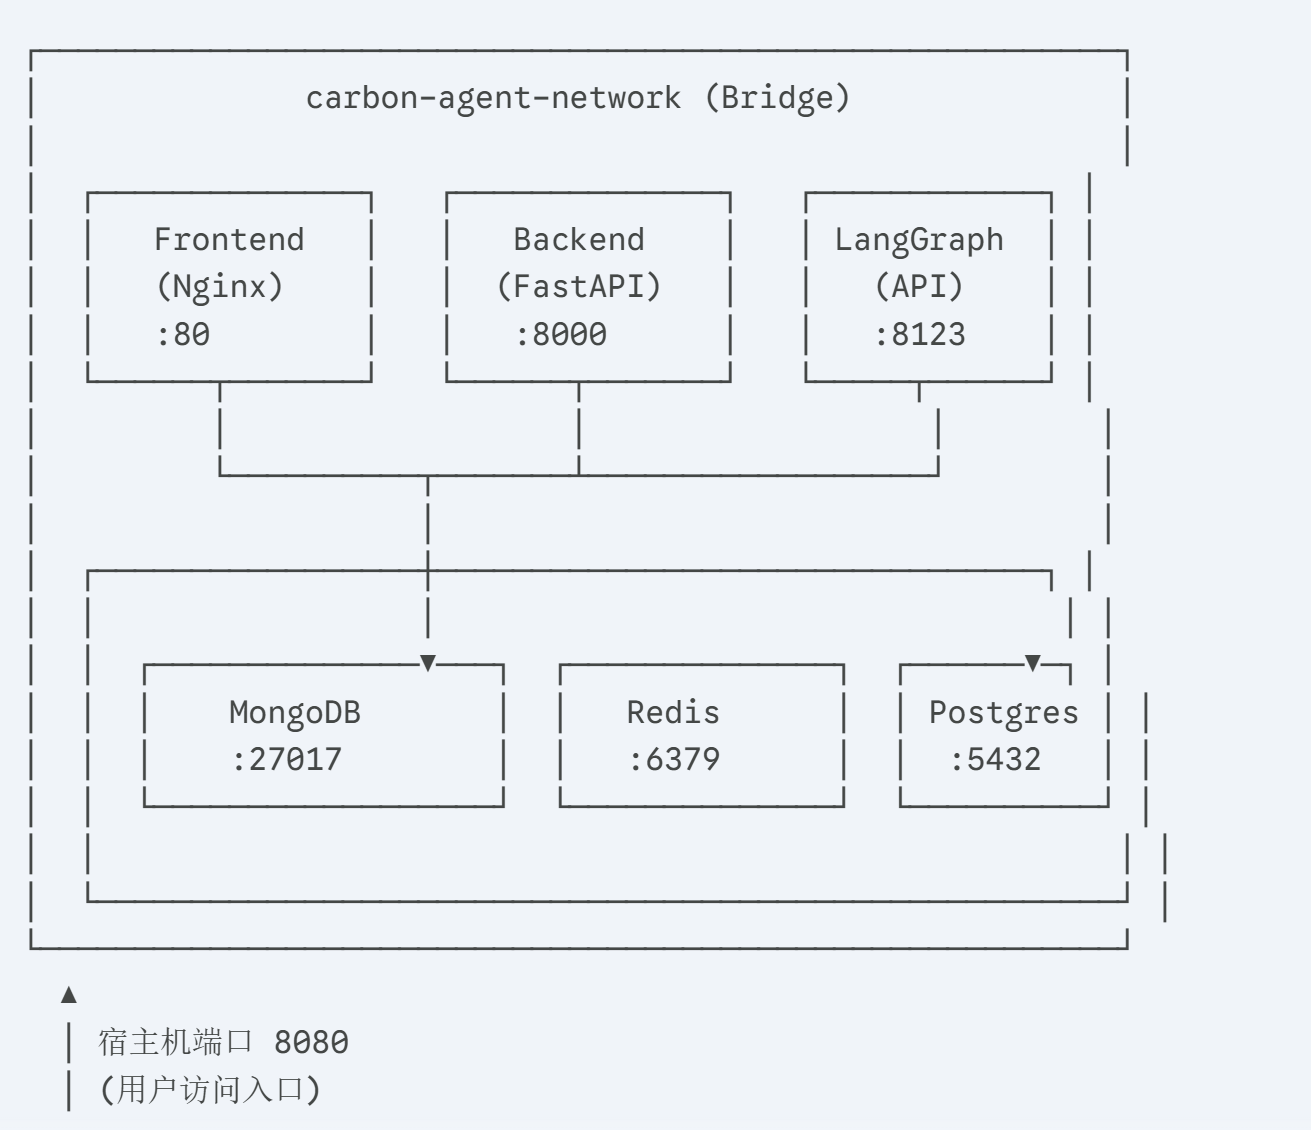 carbon-agent-network (Bridge)
Frontend Backend LangGraph
(Nginx) (FastAPI) (API)
:80 :8000 :8123
MongoDB Redis Postgres
:27017 :6379 :5432
宿主机端口 8080
(用户访问入口)